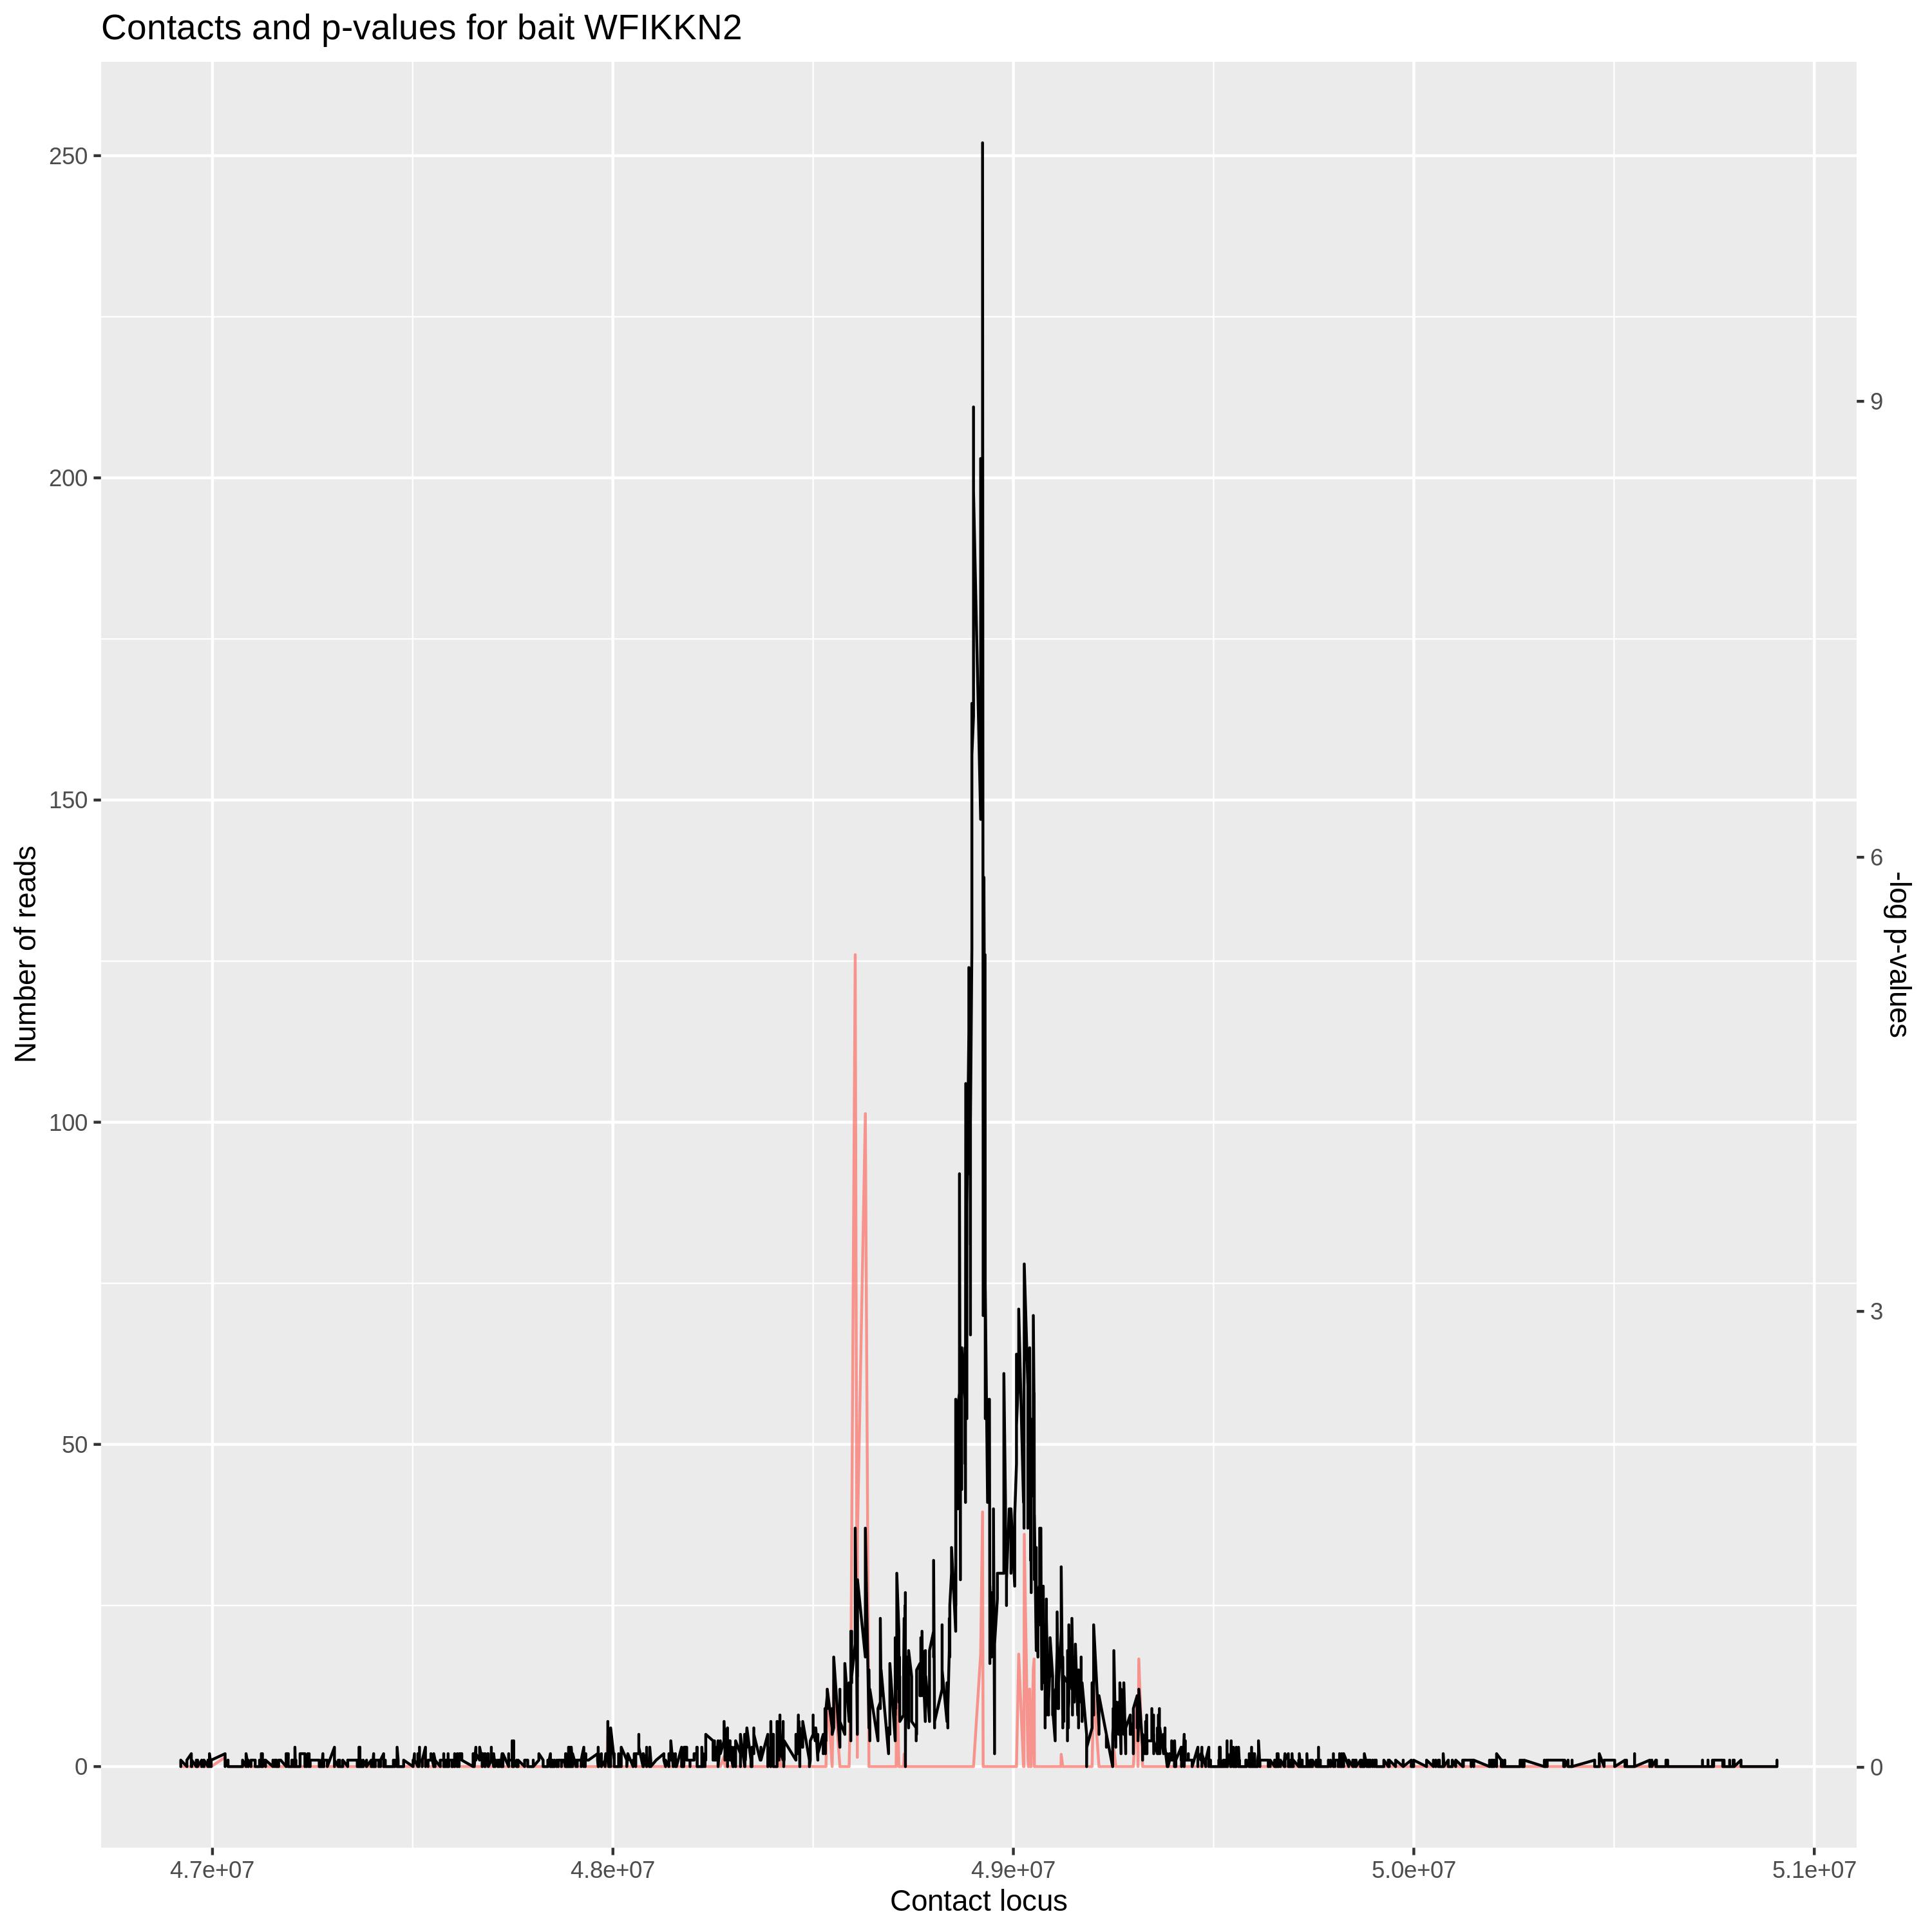 Contacts and p-values for bait WFIKKN2
250
200
150
100
50
0
Number of reads
9
6
3
0
-log p-values
4.7e+07
4.8e+07
4.9e+07
5.0e+07
5.1e+07
Contact locus